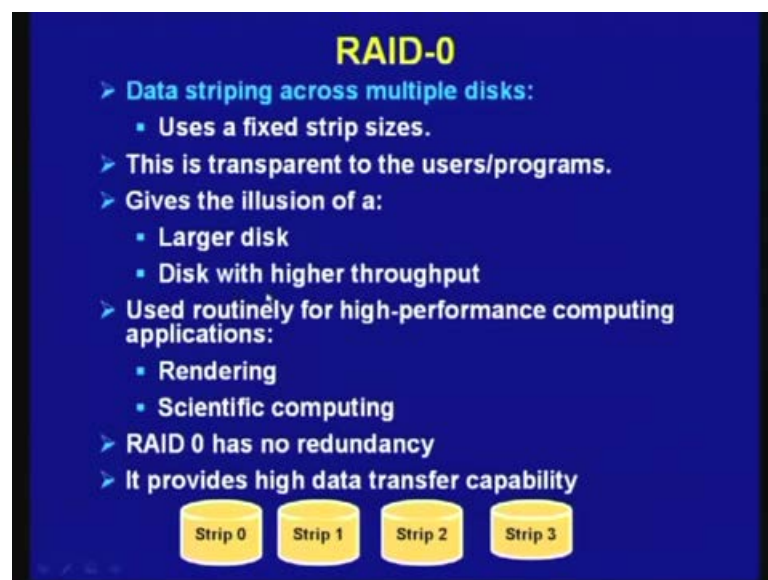 RAID-0
➢ Data striping across multiple disks:
▪ Uses a fixed strip sizes.
➢ This is transparent to the users/programs.
➢ Gives the illusion of a:
▪ Larger disk
▪ Disk with higher throughput
➢ Used routinely for high-performance computing
applications:
▪ Rendering
▪ Scientific computing
➢ RAID 0 has no redundancy
➢ It provides high data transfer capability
Strip 0 Strip 1 Strip 2 Strip 3